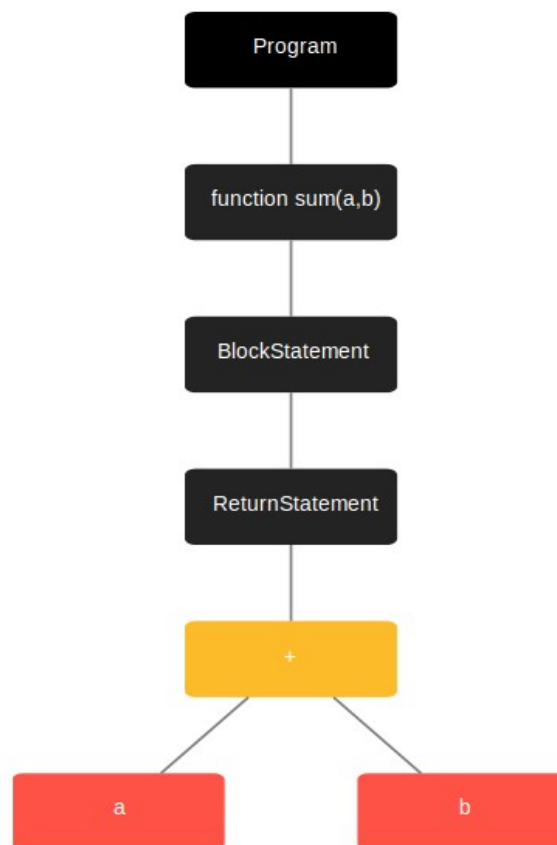 Program
function sum(a,b)
BlockStatement
ReturnStatement
+
a
b